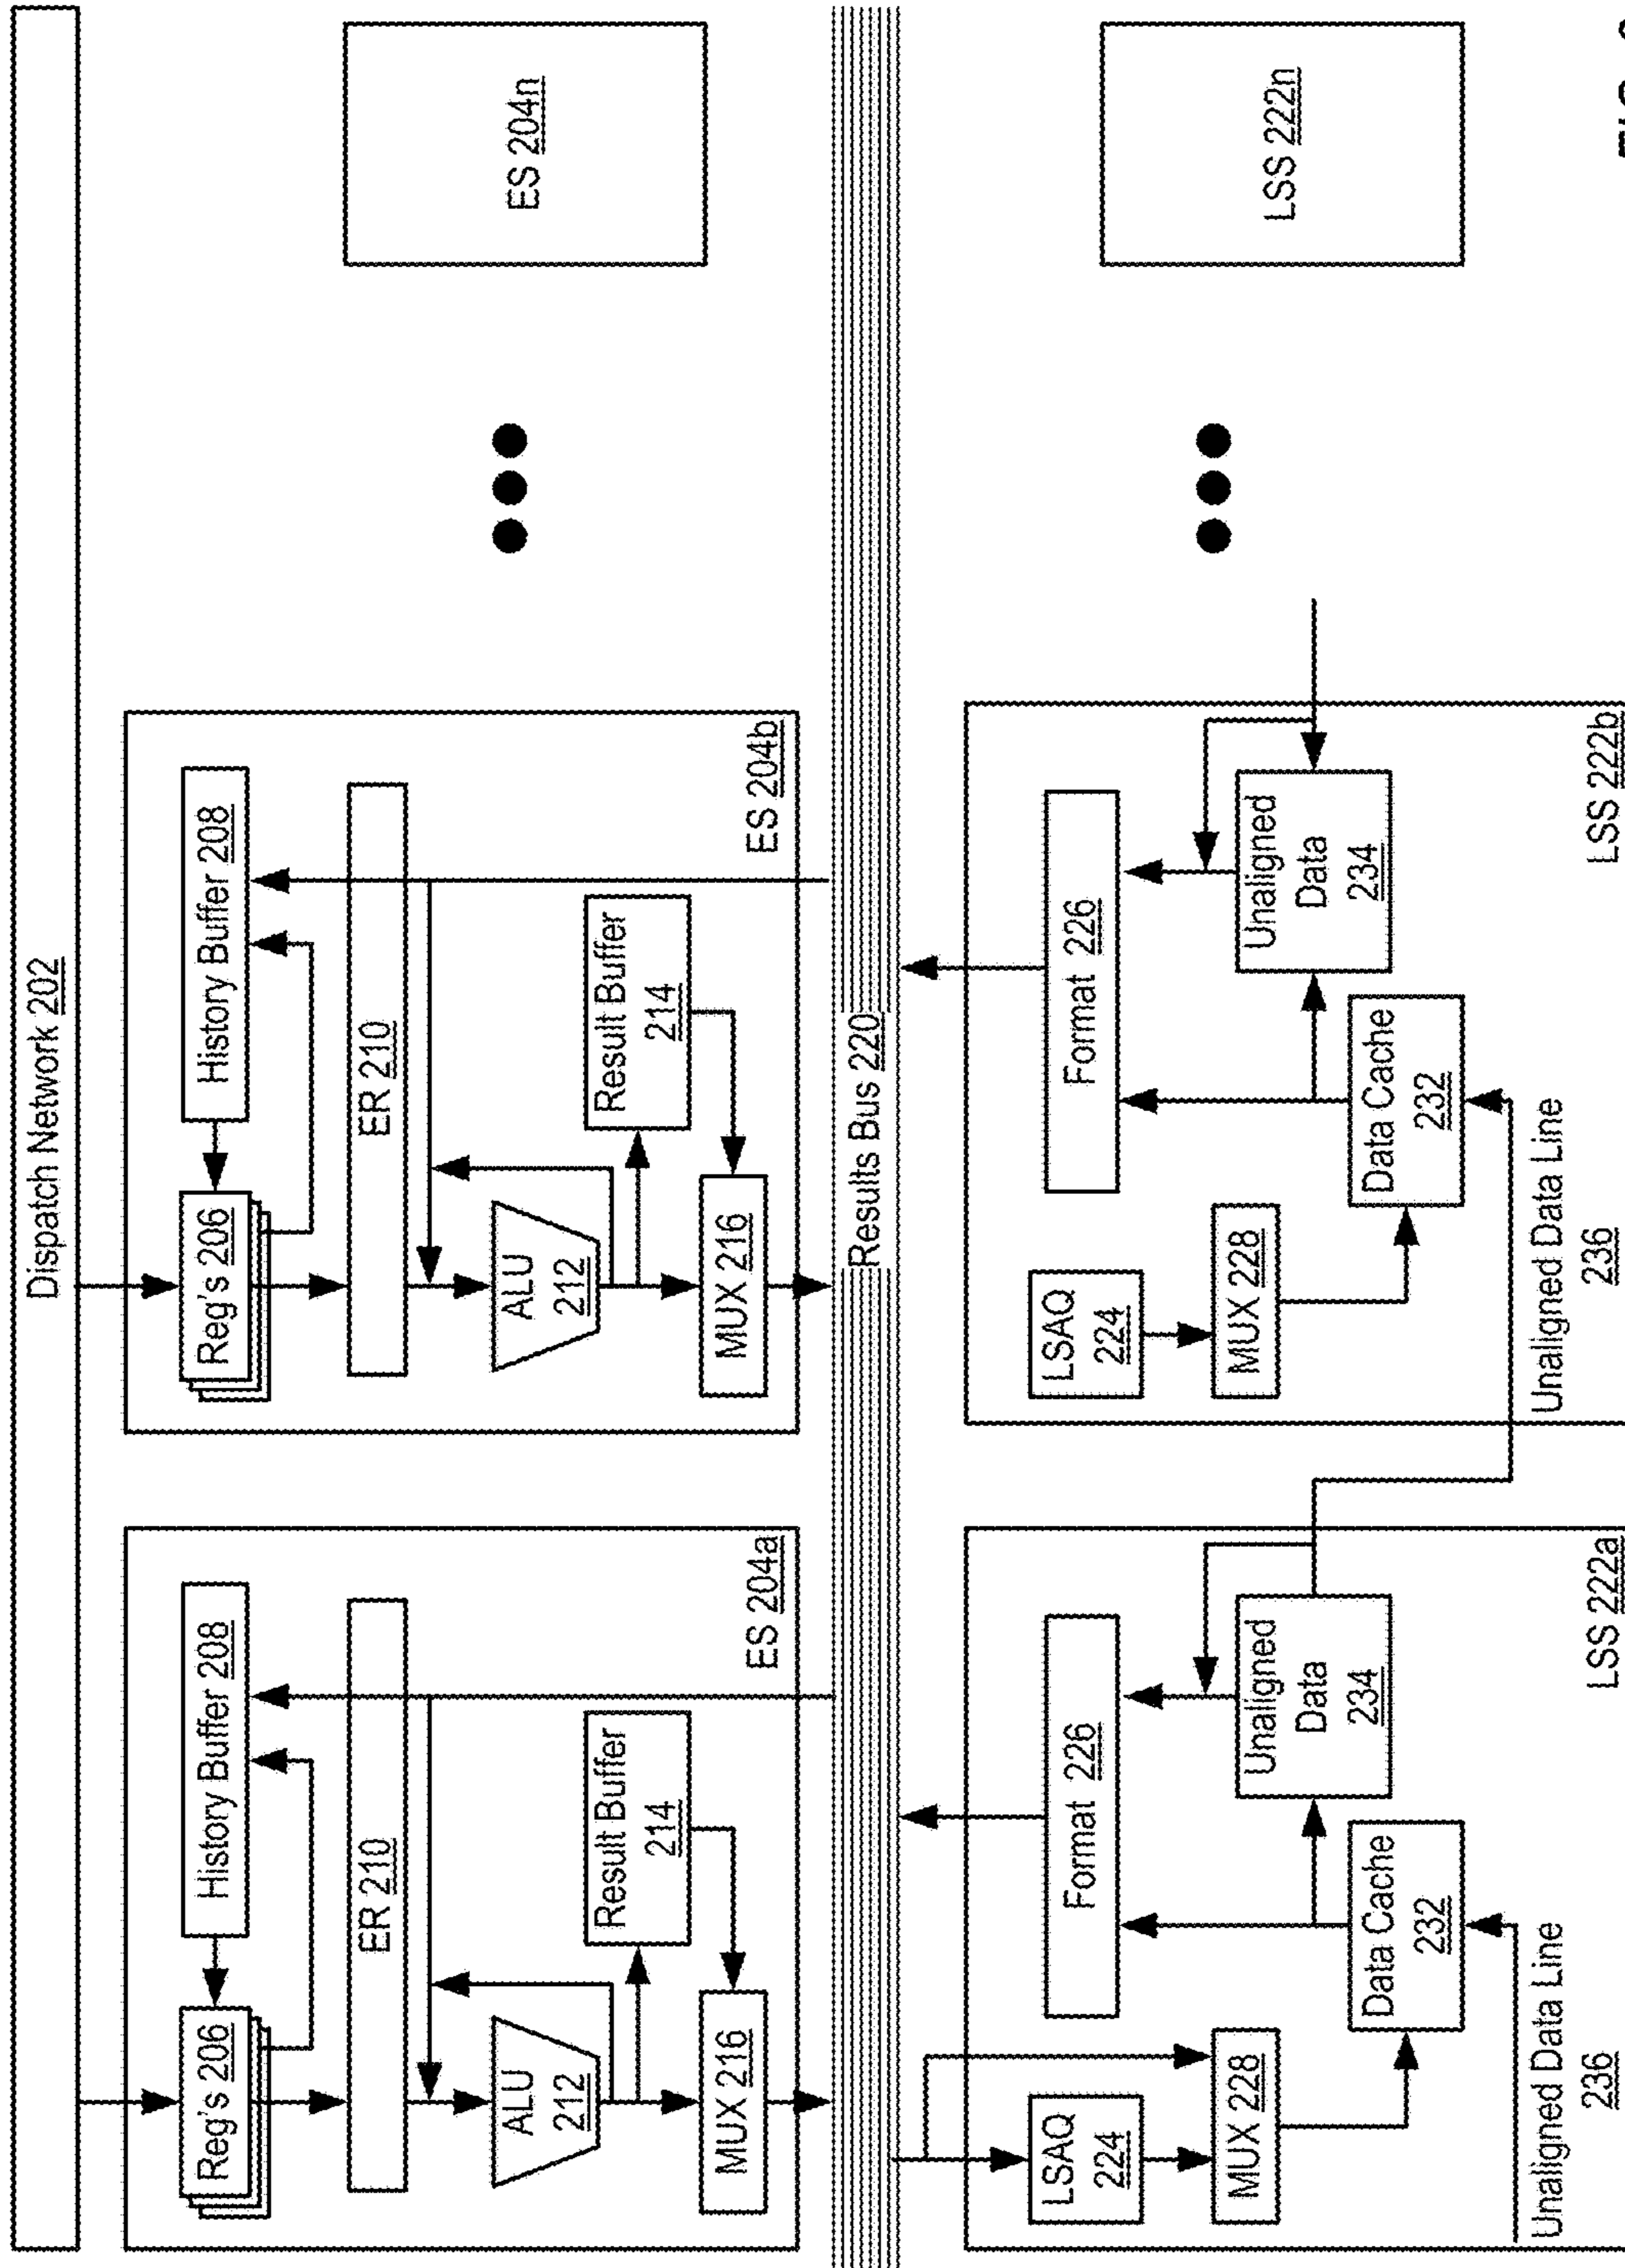 Dispatch Network 202
Reg's 206
History Buffer 208
ER 210
ALU
212
Result Buffer
214
MUX 216
ES 204a
Reg's 206
History Buffer 208
ER 210
ALU
212
Result Buffer
214
MUX 216
ES 204b
ES 204n
Results Bus 220
LSAQ
224
MUX 228
Format 226
Data Cache
232
Unaligned
Data
234
Unaligned Data Line
236
LSS 222a
LSAQ
224
MUX 228
Format 226
Data Cache
232
Unaligned
Data
234
Unaligned Data Line
236
LSS 222b
LSS 222n